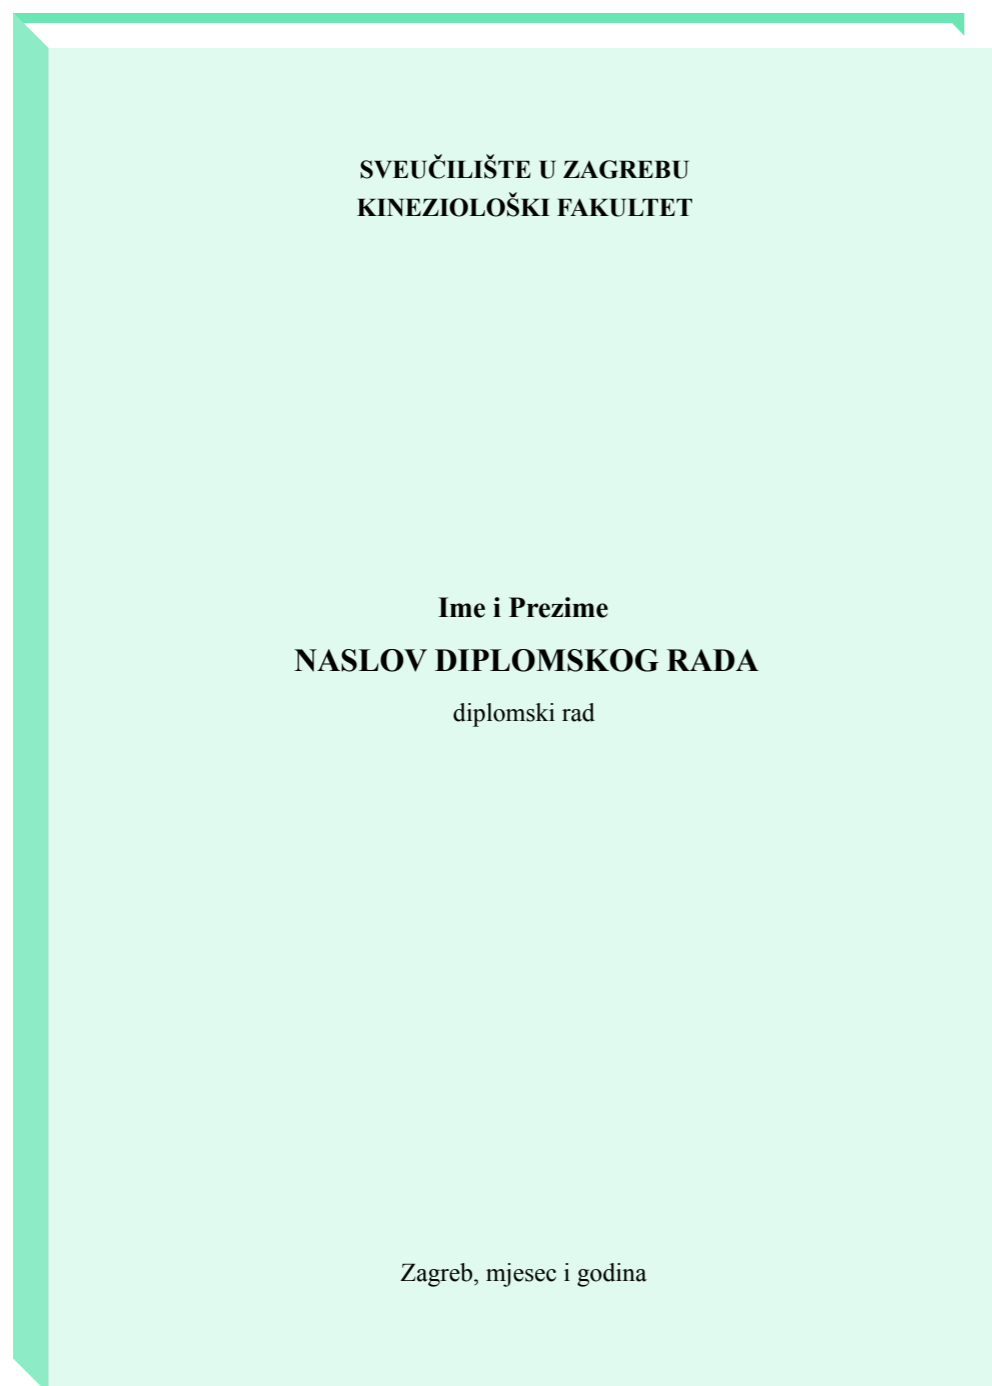 SVEUČILIŠTE U ZAGREBU
KINEZIOLOŠKI FAKULTET
Ime i Prezime
NASLOV DIPLOMSKOG RADA
diplomski rad
Zagreb, mjesec i godina